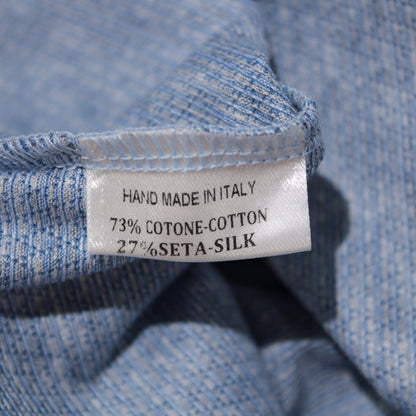 HAND MADE IN ITALY
73% COTONE-COTTON
27%SETA-SILK